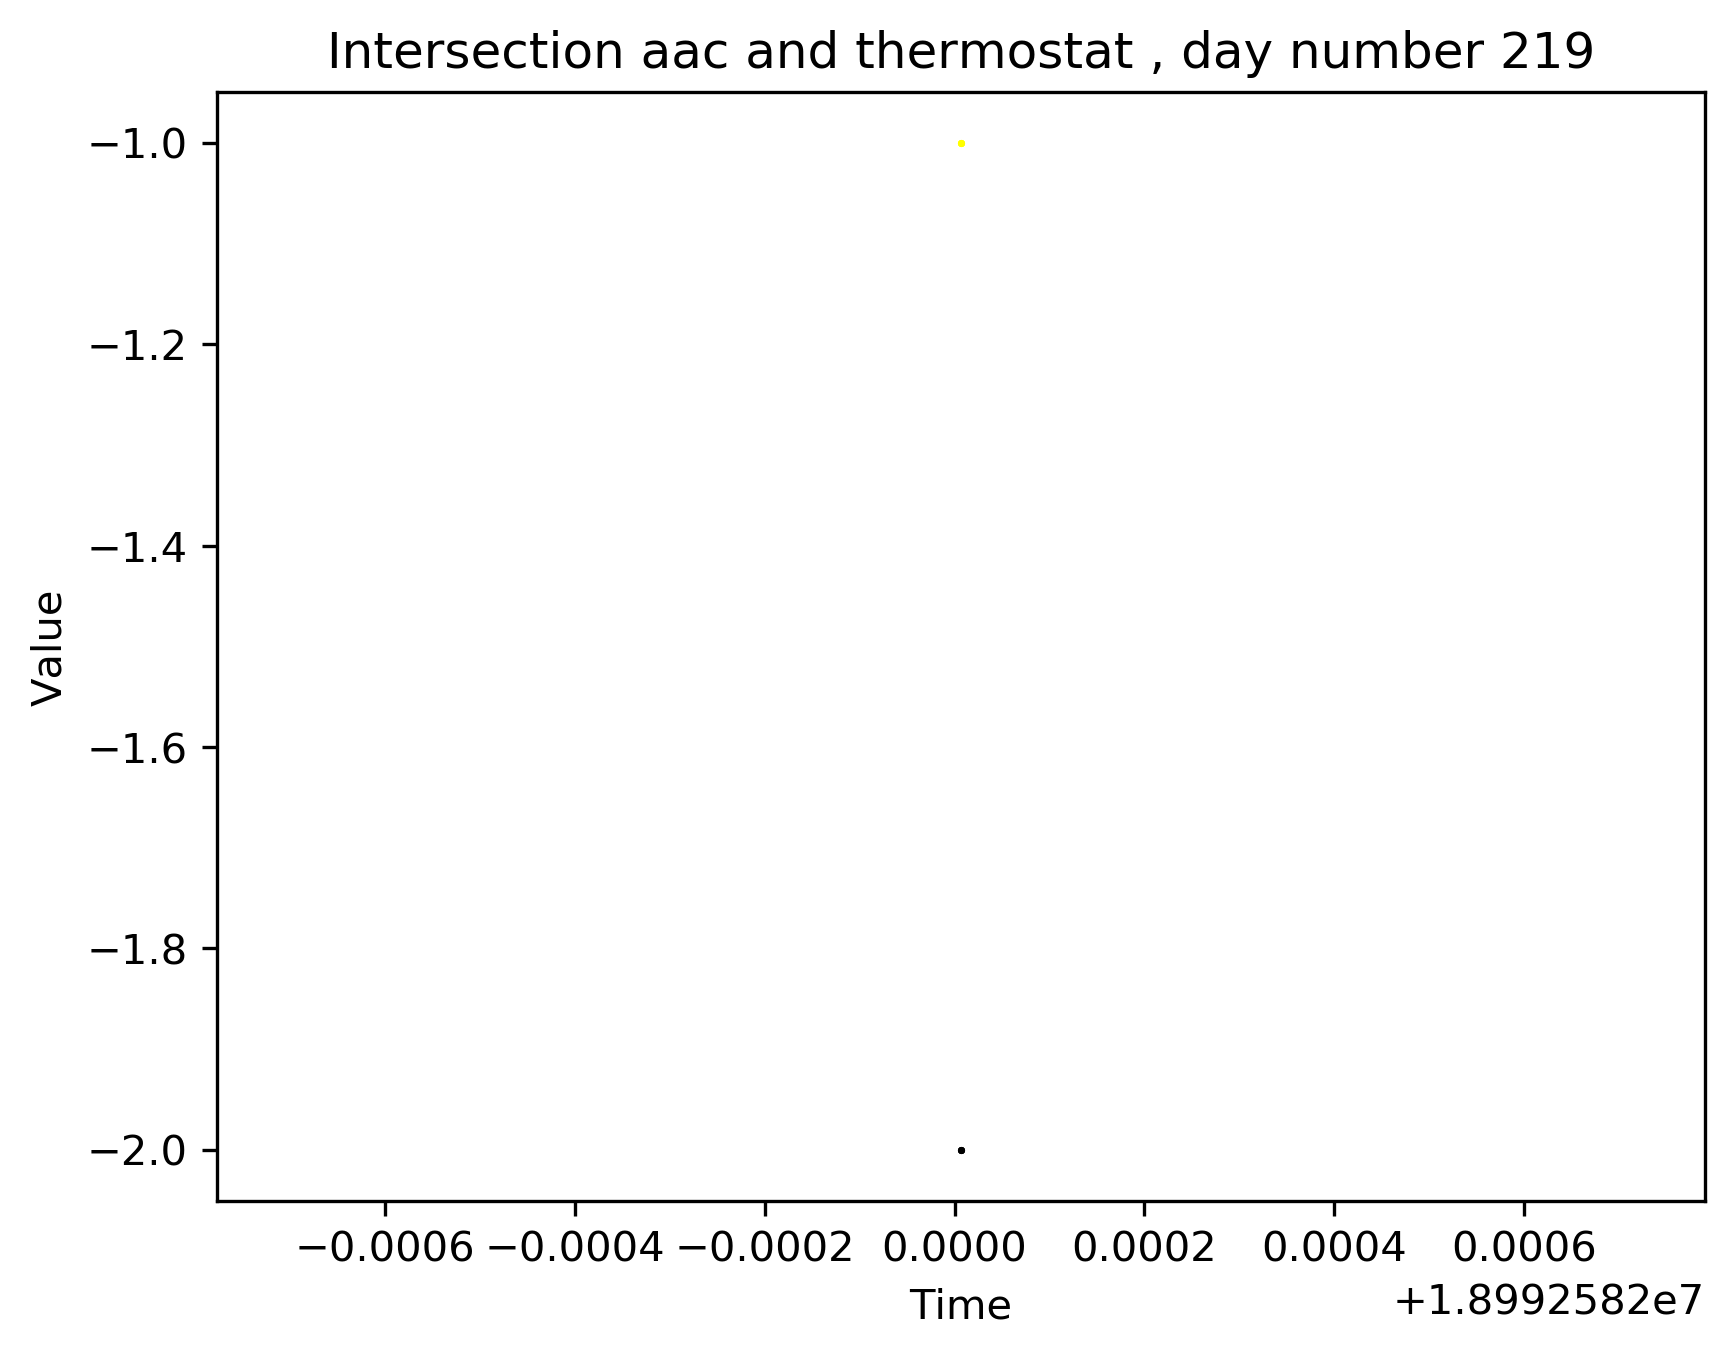 Intersection aac and thermostat , day number 219
−1.0
−1.2
−1.4
−1.6
−1.8
−2.0
Value
−0.0006 −0.0004 −0.0002 0.0000 0.0002 0.0004 0.0006
+1.8992582e7
Time